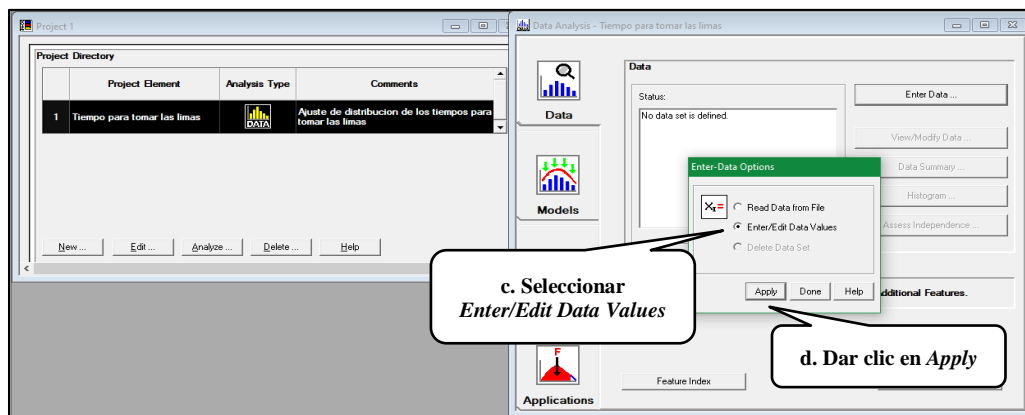 Project 1
Project Directory
Project Element
Analysis Type
Comments
1
Tiempo para tomar las limas
DATA
Ajuste de distribucion de los tiempos para
tomar las limas
New ...
Edit ...
Analyze ...
Delete ...
Help
Data Analysis - Tiempo para tomar las limas
Data
Models
Applications
F
Data
Status:
No data set is defined.
Enter Data ...
View/Modify Data ...
Data Summary ...
Histogram ...
Assess Independence ...
Enter-Data Options
X₁=
Read Data from File
Enter/Edit Data Values
Delete Data Set
Apply
Done
Help
dditional Features.
Feature Index
c. Seleccionar
Enter/Edit Data Values
d. Dar clic en Apply